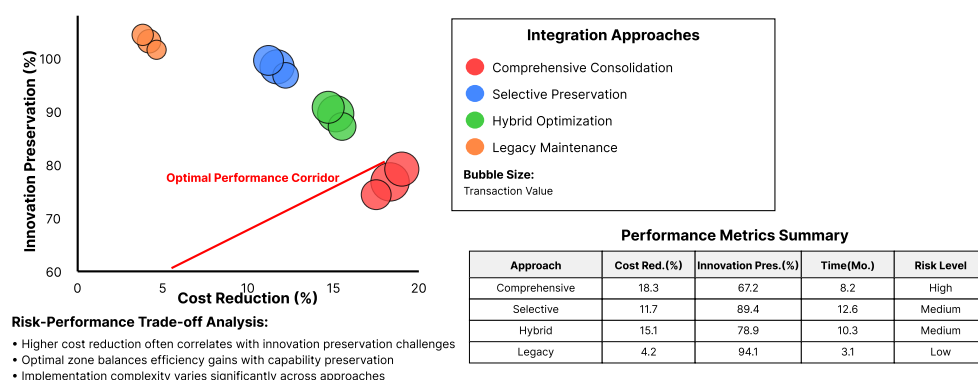 Innovation Preservation (%)
100
90
80
70
60
0
5
10
15
20
Cost Reduction (%)
Optimal Performance Corridor
Integration Approaches
Comprehensive Consolidation
Selective Preservation
Hybrid Optimization
Legacy Maintenance
Bubble Size:
Transaction Value
Performance Metrics Summary
Approach Cost Red.(%) Innovation Pres.(%) Time(Mo.) Risk Level
Comprehensive 18.3 67.2 8.2 High
Selective 11.7 89.4 12.6 Medium
Hybrid 15.1 78.9 10.3 Medium
Legacy 4.2 94.1 3.1 Low
Risk-Performance Trade-off Analysis:
• Higher cost reduction often correlates with innovation preservation challenges
• Optimal zone balances efficiency gains with capability preservation
• Implementation complexity varies significantly across approaches